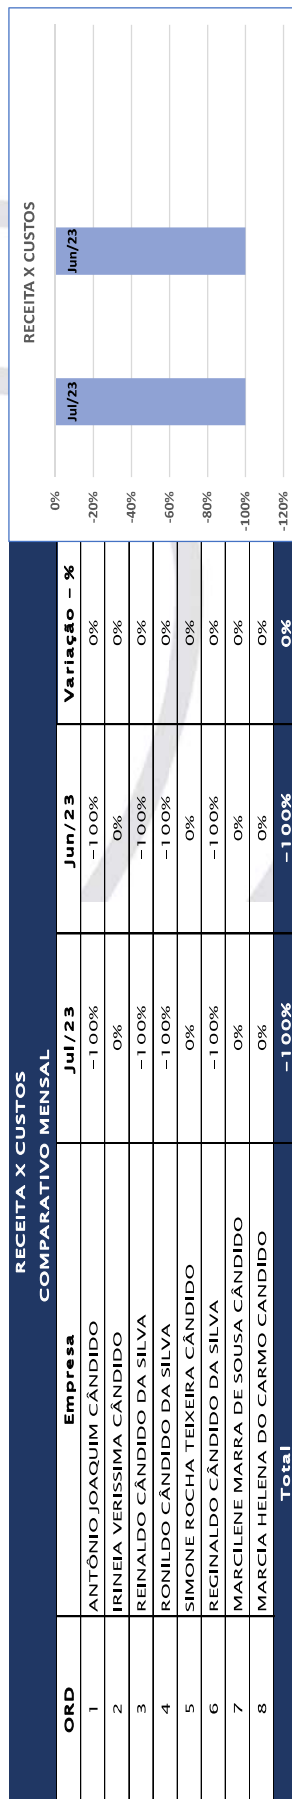 RECEITA X CUSTOS
COMPARATIVO MENSAL
ORD Empresa Jul/23 Jun/23 Variação – %
1 ANTÔNIO JOAQUIM CÂNDIDO –100% –100% 0%
2 IRINEIA VERISSIMA CÂNDIDO 0% 0% 0%
3 REINALDO CÂNDIDO DA SILVA –100% –100% 0%
4 RONILDO CÂNDIDO DA SILVA –100% –100% 0%
5 SIMONE ROCHA TEIXEIRA CÂNDIDO 0% 0% 0%
6 REGINALDO CÂNDIDO DA SILVA –100% –100% 0%
7 MARCILENE MARRA DE SOUSA CÂNDIDO 0% 0% 0%
8 MARCIA HELENA DO CARMO CANDIDO 0% 0% 0%
Total –100% –100% 0%
RECEITA X CUSTOS
0%
-20%
-40%
-60%
-80%
-100%
-120%
Jul/23 Jun/23